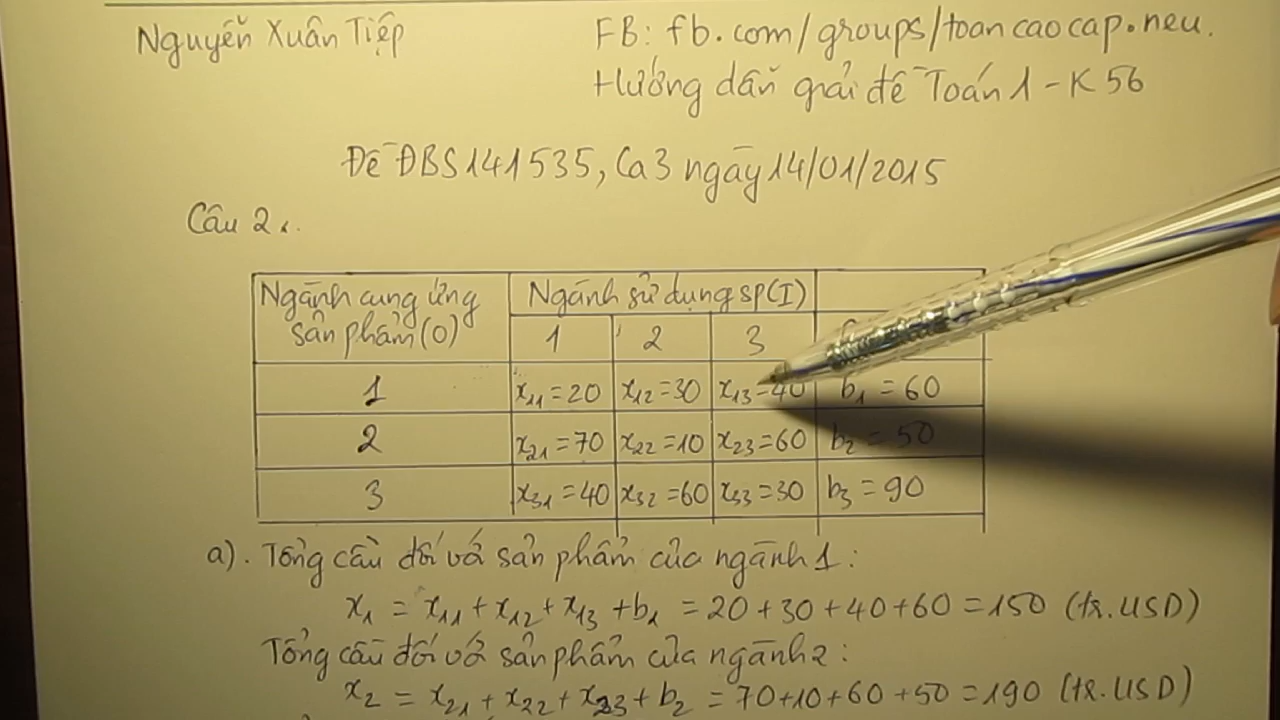 Nguyễn Xuân Tiệp
FB: fb.com/groups/toancaocap.neu.
Hướng dẫn giải đề Toán 1 - K56
Đề ĐBS141535, Ca 3 ngày 14/01/2015
Câu 2.
Ngành cung ứng sản phẩm (O) | Ngành sử dụng sp (I)
1 | 2 | 3
1 | x₁₁ = 20 | x₁₂ = 30 | x₁₃ = 40 | b₁ = 60
2 | x₂₁ = 70 | x₂₂ = 10 | x₂₃ = 60 | b₂ = 50
3 | x₃₁ = 40 | x₃₂ = 60 | x₃₃ = 30 | b₃ = 90
a). Tổng cầu đối với sản phẩm của ngành 1:
x₁ = x₁₁ + x₁₂ + x₁₃ + b₁ = 20 + 30 + 40 + 60 = 150 (tr. USD)
Tổng cầu đối với sản phẩm của ngành 2:
x₂ = x₂₁ + x₂₂ + x₂₃ + b₂ = 70 + 10 + 60 + 50 = 190 (tr. USD)